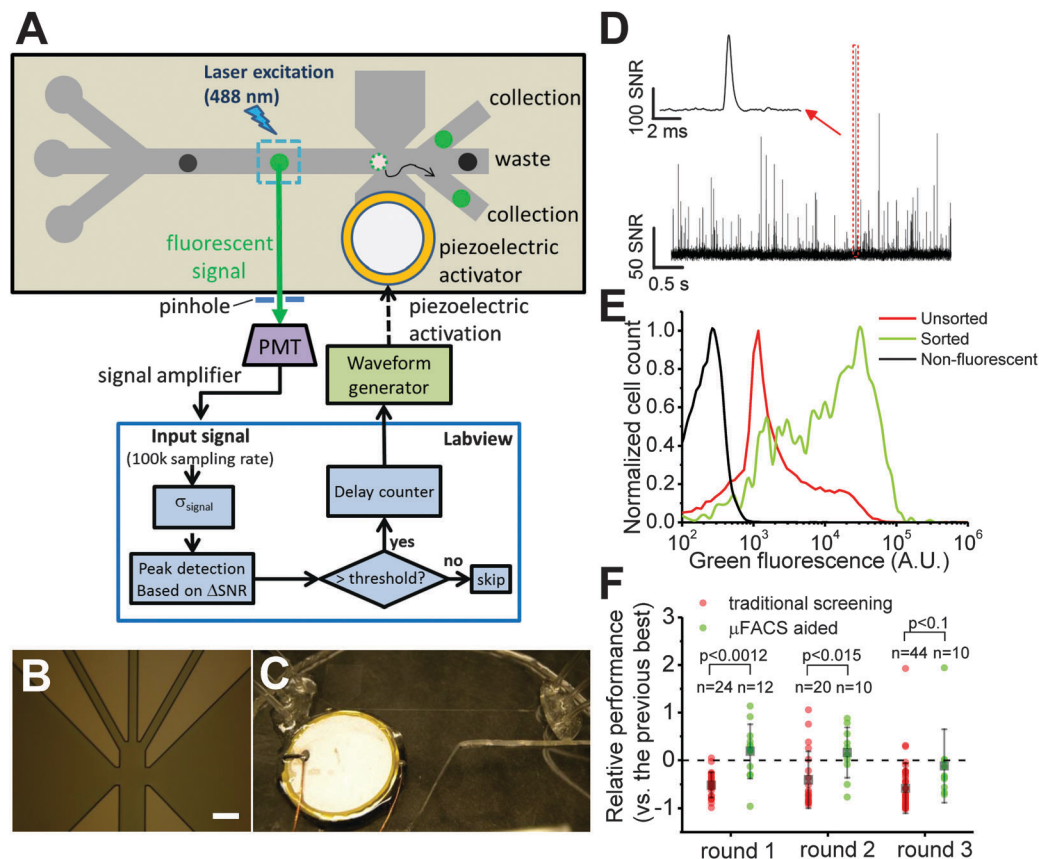 A
Laser excitation
(488 nm)
collection
waste
collection
fluorescent
signal
piezoelectric
activator
pinhole
piezoelectric
activation
PMT
signal amplifier
Waveform
generator
Input signal
(100k sampling rate)
Labview
σsignal
Delay counter
yes
Peak detection
Based on ΔSNR
> threshold?
no
skip
B
C
D
100 SNR
2 ms
50 SNR
0.5 s
E
Unsorted
Sorted
Non-fluorescent
Normalized cell count
1.0
0.8
0.6
0.4
0.2
0.0
10² 10³ 10⁴ 10⁵ 10⁶
Green fluorescence (A.U.)
F
traditional screening
μFACS aided
Relative performance
(vs. the previous best)
3
2
1
0
−1
p<0.0012
n=24 n=12
p<0.015
n=20 n=10
p<0.1
n=44 n=10
round 1 round 2 round 3